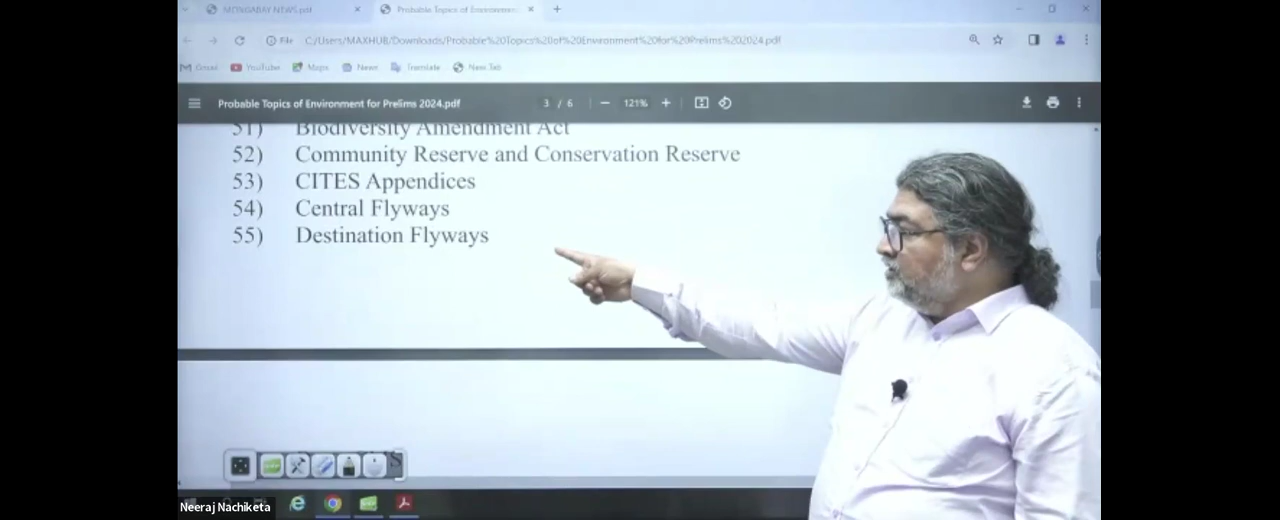 MONGABAY NEWS.pdf
Probable Topics of Environment
File C:/Users/MAXHUB/Downloads/Probable%20Topics%20of%20Environment%20for%20Prelims%202024.pdf
Gmail YouTube Maps News Translate New Tab
Probable Topics of Environment for Prelims 2024.pdf 3 / 6 121%
51) Biodiversity Amendment Act
52) Community Reserve and Conservation Reserve
53) CITES Appendices
54) Central Flyways
55) Destination Flyways
Neeraj Nachiketa